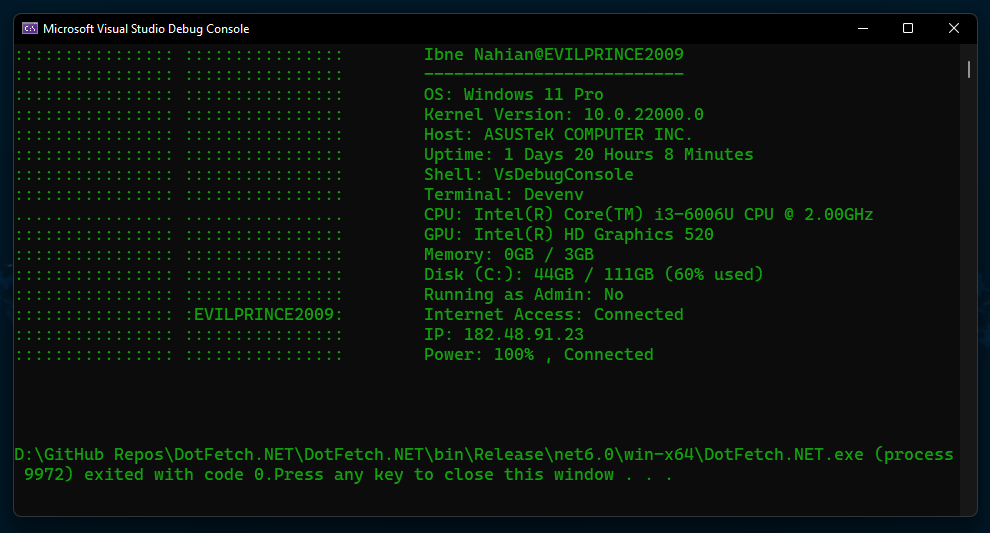 Microsoft Visual Studio Debug Console
:::::::::::::::: ::::::::::::::::        Ibne Nahian@EVILPRINCE2009
:::::::::::::::: ::::::::::::::::        --------------------------
:::::::::::::::: ::::::::::::::::        OS: Windows 11 Pro
:::::::::::::::: ::::::::::::::::        Kernel Version: 10.0.22000.0
:::::::::::::::: ::::::::::::::::        Host: ASUSTeK COMPUTER INC.
:::::::::::::::: ::::::::::::::::        Uptime: 1 Days 20 Hours 8 Minutes
:::::::::::::::: ::::::::::::::::        Shell: VsDebugConsole
:::::::::::::::: ::::::::::::::::        Terminal: Devenv
................ ................        CPU: Intel(R) Core(TM) i3-6006U CPU @ 2.00GHz
:::::::::::::::: ::::::::::::::::        GPU: Intel(R) HD Graphics 520
:::::::::::::::: ::::::::::::::::        Memory: 0GB / 3GB
:::::::::::::::: ::::::::::::::::        Disk (C:): 44GB / 111GB (60% used)
:::::::::::::::: ::::::::::::::::        Running as Admin: No
:::::::::::::::: :EVILPRINCE2009:        Internet Access: Connected
:::::::::::::::: ::::::::::::::::        IP: 182.48.91.23
:::::::::::::::: ::::::::::::::::        Power: 100% , Connected
D:\GitHub Repos\DotFetch.NET\DotFetch.NET\bin\Release\net6.0\win-x64\DotFetch.NET.exe (process
 9972) exited with code 0.Press any key to close this window . . .